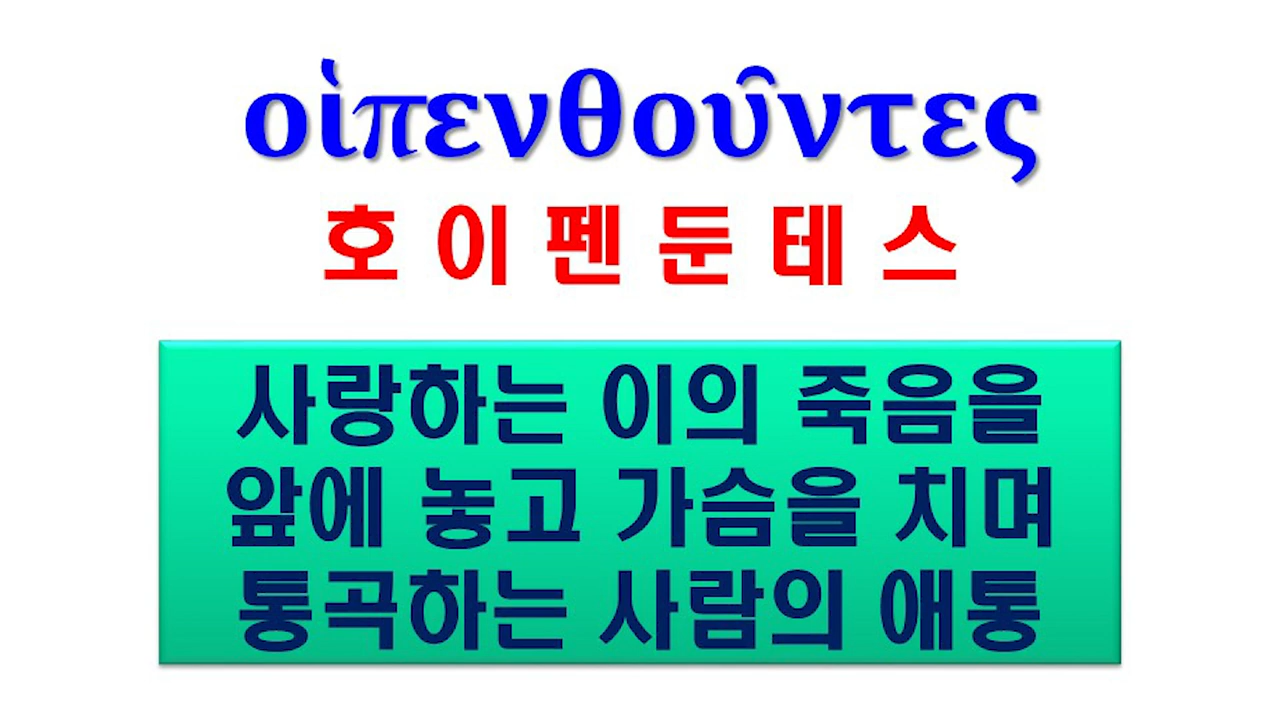 οἱπενθοῦντες
호이펜둔테스
사랑하는 이의 죽음을
앞에 놓고 가슴을 치며
통곡하는 사람의 애통